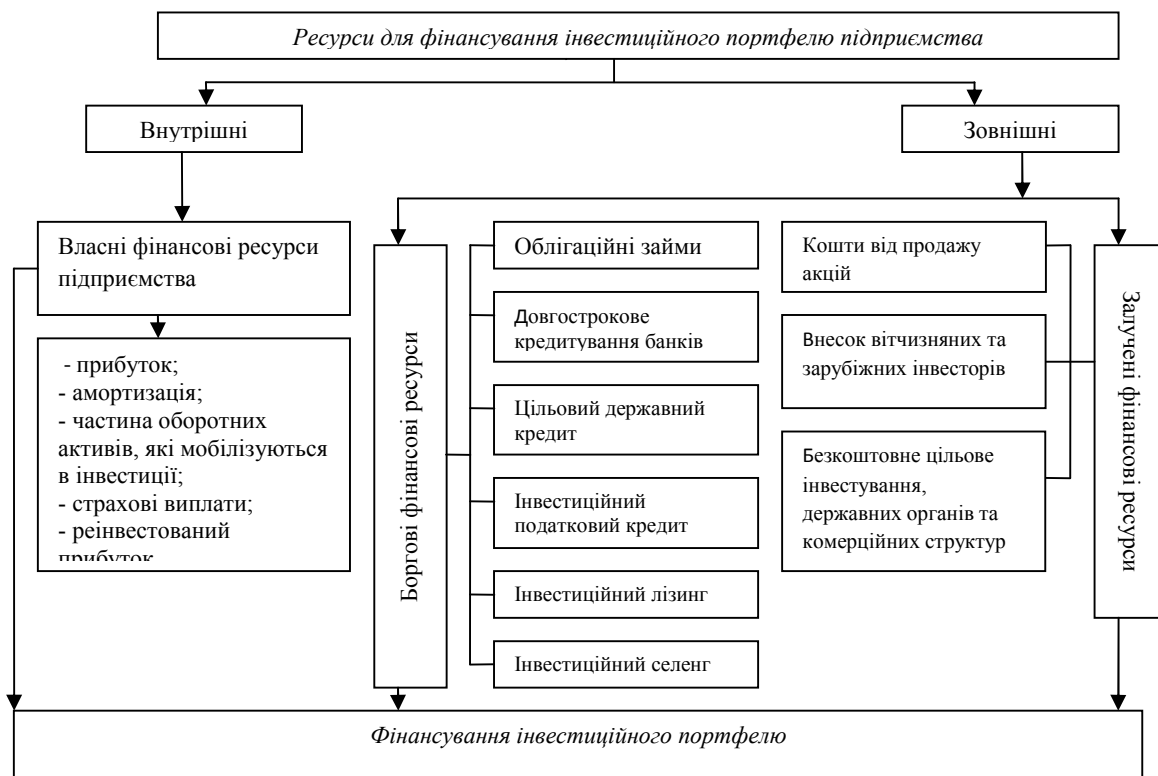 Ресурси для фінансування інвестиційного портфелю підприємства
Внутрішні
Зовнішні
Власні фінансові ресурси
підприємства
- прибуток;
- амортизація;
- частина оборотних
активів, які мобілізуються
в інвестиції;
- страхові виплати;
- реінвестований
прибуток
Боргові фінансові ресурси
Облігаційні займи
Довгострокове
кредитування банків
Цільовий державний
кредит
Інвестиційний
податковий кредит
Інвестиційний лізинг
Інвестиційний селенг
Кошти від продажу
акцій
Внесок вітчизняних та
зарубіжних інвесторів
Безкоштовне цільове
інвестування,
державних органів та
комерційних структур
Залучені фінансові ресурси
Фінансування інвестиційного портфелю